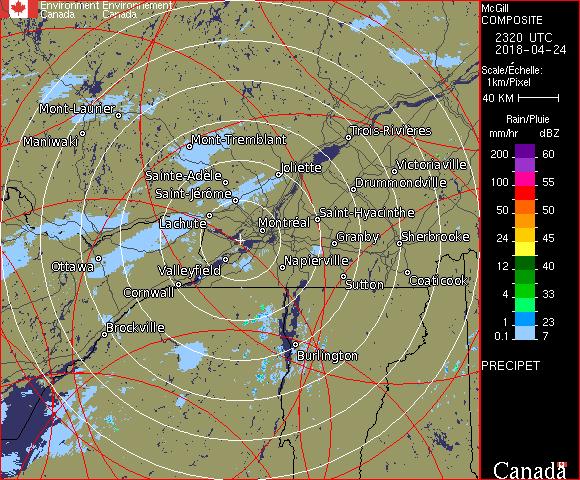 Environment Environnement
Canada Canada
McGill
COMPOSITE
2320 UTC
2018-04-24
Scale/Échelle:
1km/Pixel
40 KM
Rain/Pluie
mm/hr dBZ
200 60
100 55
50 50
24 45
12 40
4 33
2 30
1 23
0.1 7
PRECIPET
Canada
Mont-Laurier
Maniwaki
Mont-Tremblant
Trois-Rivières
Sainte-Adèle
Joliette
Victoriaville
Saint-Jérôme
Drummondville
Lachute
Saint-Hyacinthe
Montréal
Granby
Sherbrooke
Ottawa
Valleyfield
Napierville
Cornwall
Sutton
Coaticook
Brockville
Burlington